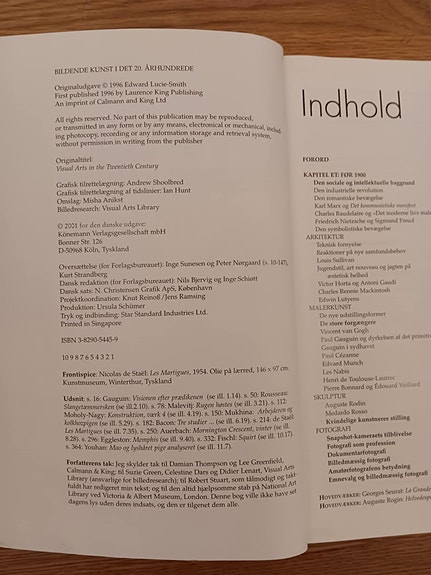 BILDENDE KUNST I DET 20. ÅRHUNDREDE
Originaludgave © 1996 Edward Lucie-Smith
First published 1996 by Laurence King Publishing
An imprint of Calmann and King Ltd
All rights reserved. No part of this publication may be reproduced,
or transmitted in any form or by any means, electronical or mechanical, includ-
ing photocopy, recording or any information storage and retrieval system,
without permission in writing from the publisher
Originaltitel:
Visual Arts in the Twentieth Century
Grafisk tilrettelægning: Andrew Shoolbred
Grafisk tilrettelægning af tidslinier: Ian Hunt
Omslag: Misha Anikst
Billedresearch: Visual Arts Library
© 2001 for den danske udgave:
Könemann Verlagsgesellschaft mbH
Bonner Str. 126
D-50968 Köln, Tyskland
Oversættelse (for Forlagsbureauet): Inge Sunesen og Peter Nørgaard (s. 10-147),
Kurt Strandberg
Dansk redaktion (for Forlagsbureauet): Nils Bjervig og Inge Schiøtt
Dansk sats: N. Christensen Grafisk ApS, København
Projektkoordination: Knut Reinoß/Jens Ramsing
Produktion: Ursula Schümer
Tryk og indbinding: Star Standard Industries Ltd.
Printed in Singapore
ISBN 3-8290-5445-9
10 9 8 7 6 5 4 3 2 1
Frontispice: Nicolas de Staël: Les Martigues, 1954. Olie på lærred, 146 x 97 cm.
Kunstmuseum, Winterthur, Tyskland
Udsnit: s. 16: Gauguin: Visionen efter prædikenen (se ill. 1.14). s. 50: Rousseau:
Slangetæmmersken (se ill.2.10). s. 78: Malevitj: Rugen høstes (se ill. 3.21). s. 112:
Moholy-Nagy: Konstruktion, værk 4 (se ill. 4.19). s. 150: Mukhina: Arbejderen og
kolkhozpigen (se ill. 5.29). s. 182: Bacon: Tre studier ... (se ill. 6.19). s. 214: de Staël:
Les Martigues (se ill. 7.35). s. 250: Auerbach: Mornington Crescent, vinter (se ill.
8.28). s. 296: Eggleston: Memphis (se ill. 9.40). s. 332: Fischl: Squirt (se ill. 10.17).
s. 364: Youhan: Mao og lyshåret pige analyseret (se ill. 11.7).
Forfatterens tak: Jeg skylder tak til Damian Thompson og Lee Greenfield,
Calmann & King; til Suzie Green, Celestine Dars og Didier Lenart, Visual Arts
Library (ansvarlige for billedresearch); til Robert Stuart, som tålmodigt og takt-
fuldt har redigeret min tekst; og til den altid hjælpsomme stab på National Art
Library ved Victoria & Albert Museum, London. Denne bog ville ikke have set
dagens lys uden deres indsats, og den er tilegnet dem alle.
Indhold
FORORD
KAPITEL ET: FØR 1900
Den sociale og intellektuelle baggrund
Den industrielle revolution
Den romantiske bevægelse
Karl Marx og Det kommunistiske manifest
Charles Baudelaire og »Det moderne livs maler
Friedrich Nietzsche og Sigmund Freud
Den symbolistiske bevægelse
ARKITEKTUR
Teknisk fornyelse
Reaktioner på nye samfundsbehov
Louis Sullivan
Jugendstil, art nouveau og jagten på
æstetisk helhed
Victor Horta og Antoni Gaudí
Charles Rennie Mackintosh
Edwin Lutyens
MALERKUNST
De nye udstillingsformer
De store forgængere
Vincent van Gogh
Paul Gauguin og dyrkelsen af det primitive
Gauguin i sydhavet
Paul Cézanne
Edvard Munch
Les Nabis
Henri de Toulouse-Lautrec
Pierre Bonnard og Édouard Vuillard
SKULPTUR
Auguste Rodin
Medardo Rosso
Kvindelige kunstneres stilling
FOTOGRAFI
Snapshot-kameraets tilblivelse
Fotografi som profession
Dokumentarfotografi
Billedmæssig fotografi
Amatørfotografens betydning
Emnevalg og billedmæssig fotografi
HOVEDVÆRKER: Georges Seurat: La Grande
HOVEDVÆRKER: Auguste Rodin: Helvedespo